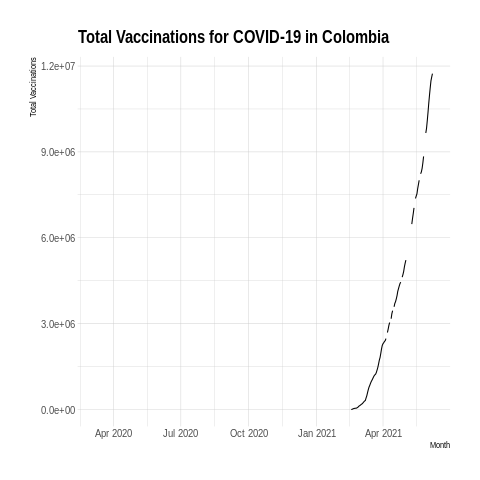 Total Vaccinations for COVID-19 in Colombia
Total Vaccinations
1.2e+07
9.0e+06
6.0e+06
3.0e+06
0.0e+00
Apr 2020 Jul 2020 Oct 2020 Jan 2021 Apr 2021
Month